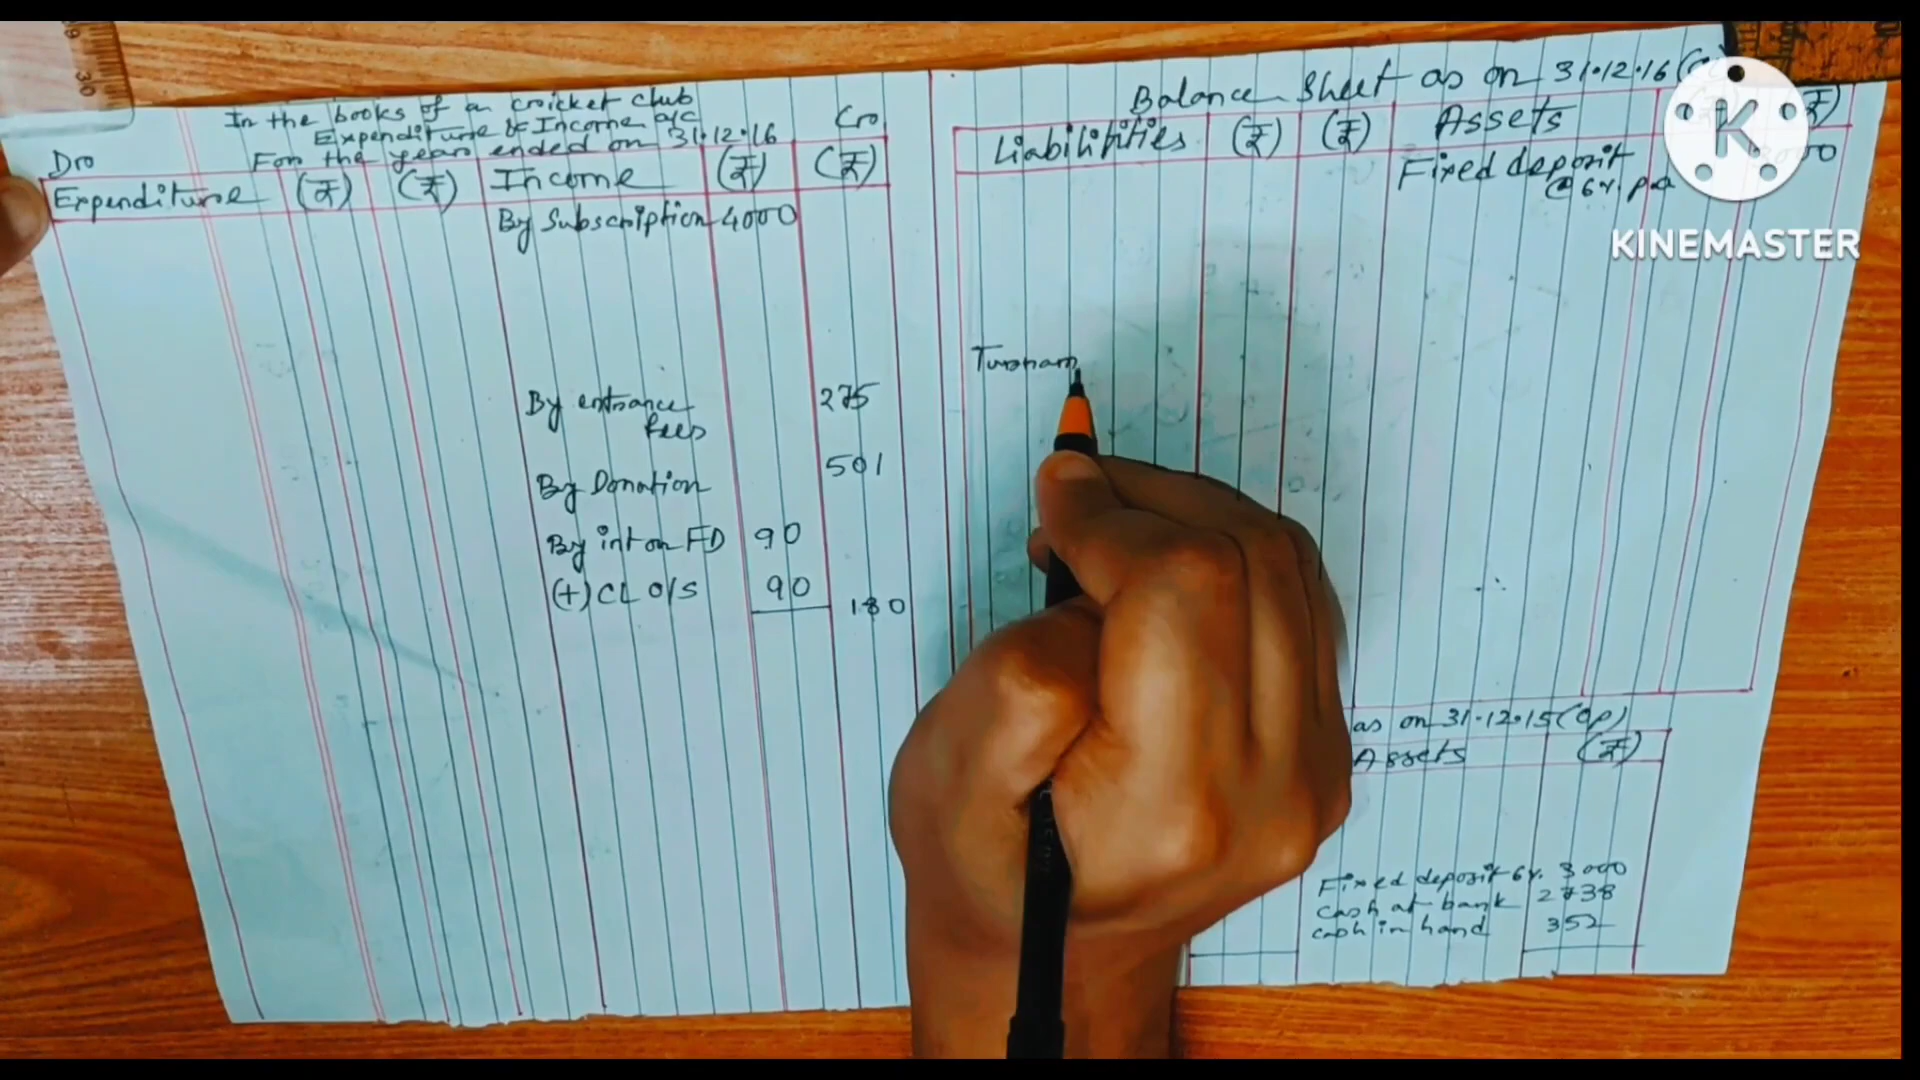 In the books of a cricket club
Expenditure & Income a/c
For the year ended on 31.12.16
Dr
Cr
Expenditure (₹) (₹) Income (₹) (₹)
By Subscription 4000
By entrance fees 275
By Donation 501
By int on FD 90
(+) CL O/S 90
180
Balance Sheet as on 31.12.16
Liabilitities (₹) (₹) Assets (₹)
Fixed deposit
@ 6%. p.a
Turnam
as on 31.12.15 (Op)
Assets (₹)
Fixed deposit 6%. 3000
cash at bank 2738
cash in hand 352
KINEMASTER
30